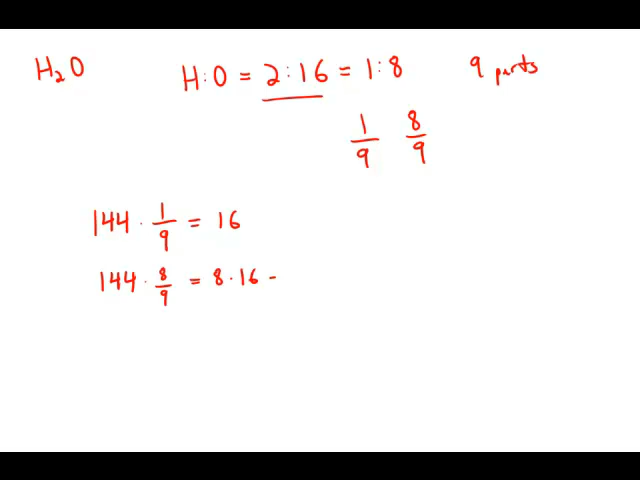 H₂O H:O = 2:16 = 1:8 9 parts
1/9 8/9
144 · 1/9 = 16
144 · 8/9 = 8 · 16 -